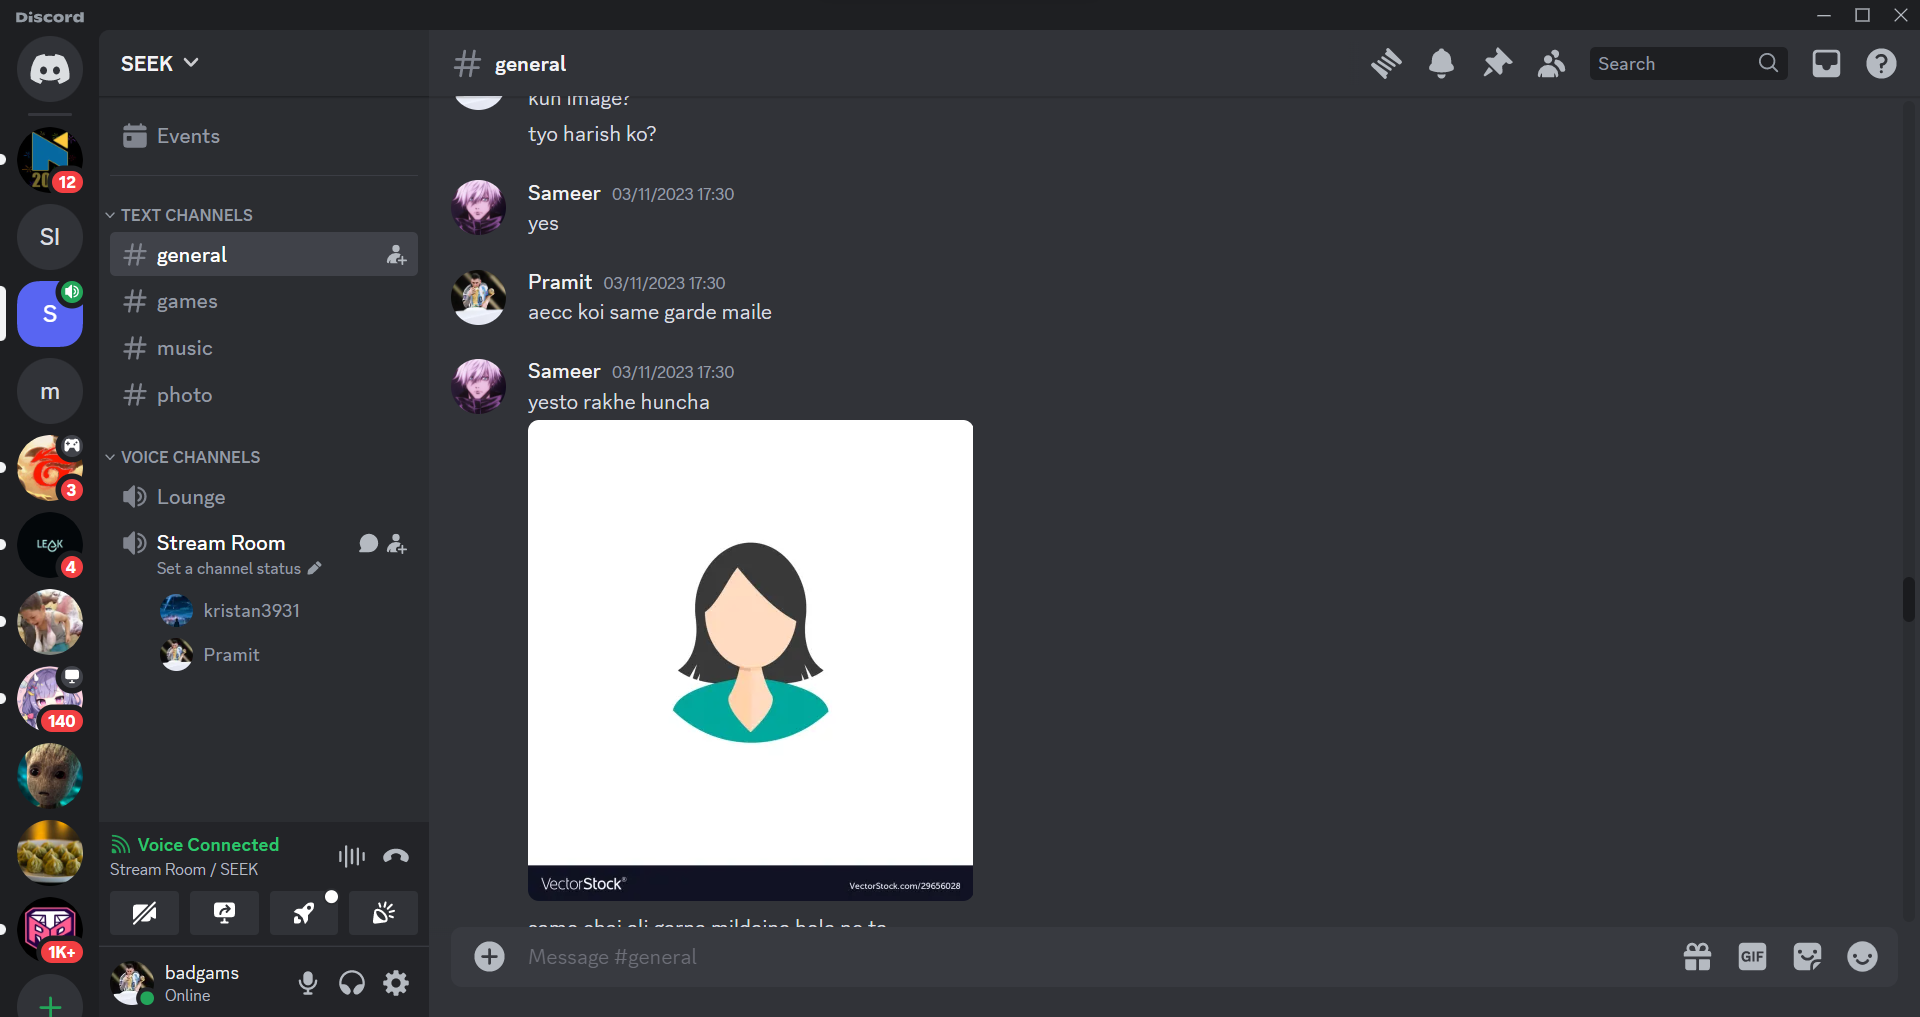 Discord
SEEK
general
Search
Events
TEXT CHANNELS
general
games
music
photo
VOICE CHANNELS
Lounge
Stream Room
Set a channel status
kristan3931
Pramit
Voice Connected
Stream Room / SEEK
badgams
Online
20
12
SI
S
m
3
LEAK
4
140
1K+
kun image?
tyo harish ko?
Sameer 03/11/2023 17:30
yes
Pramit 03/11/2023 17:30
aecc koi same garde maile
Sameer 03/11/2023 17:30
yesto rakhe huncha
VectorStock®
VectorStock.com/29656028
Message #general
GIF